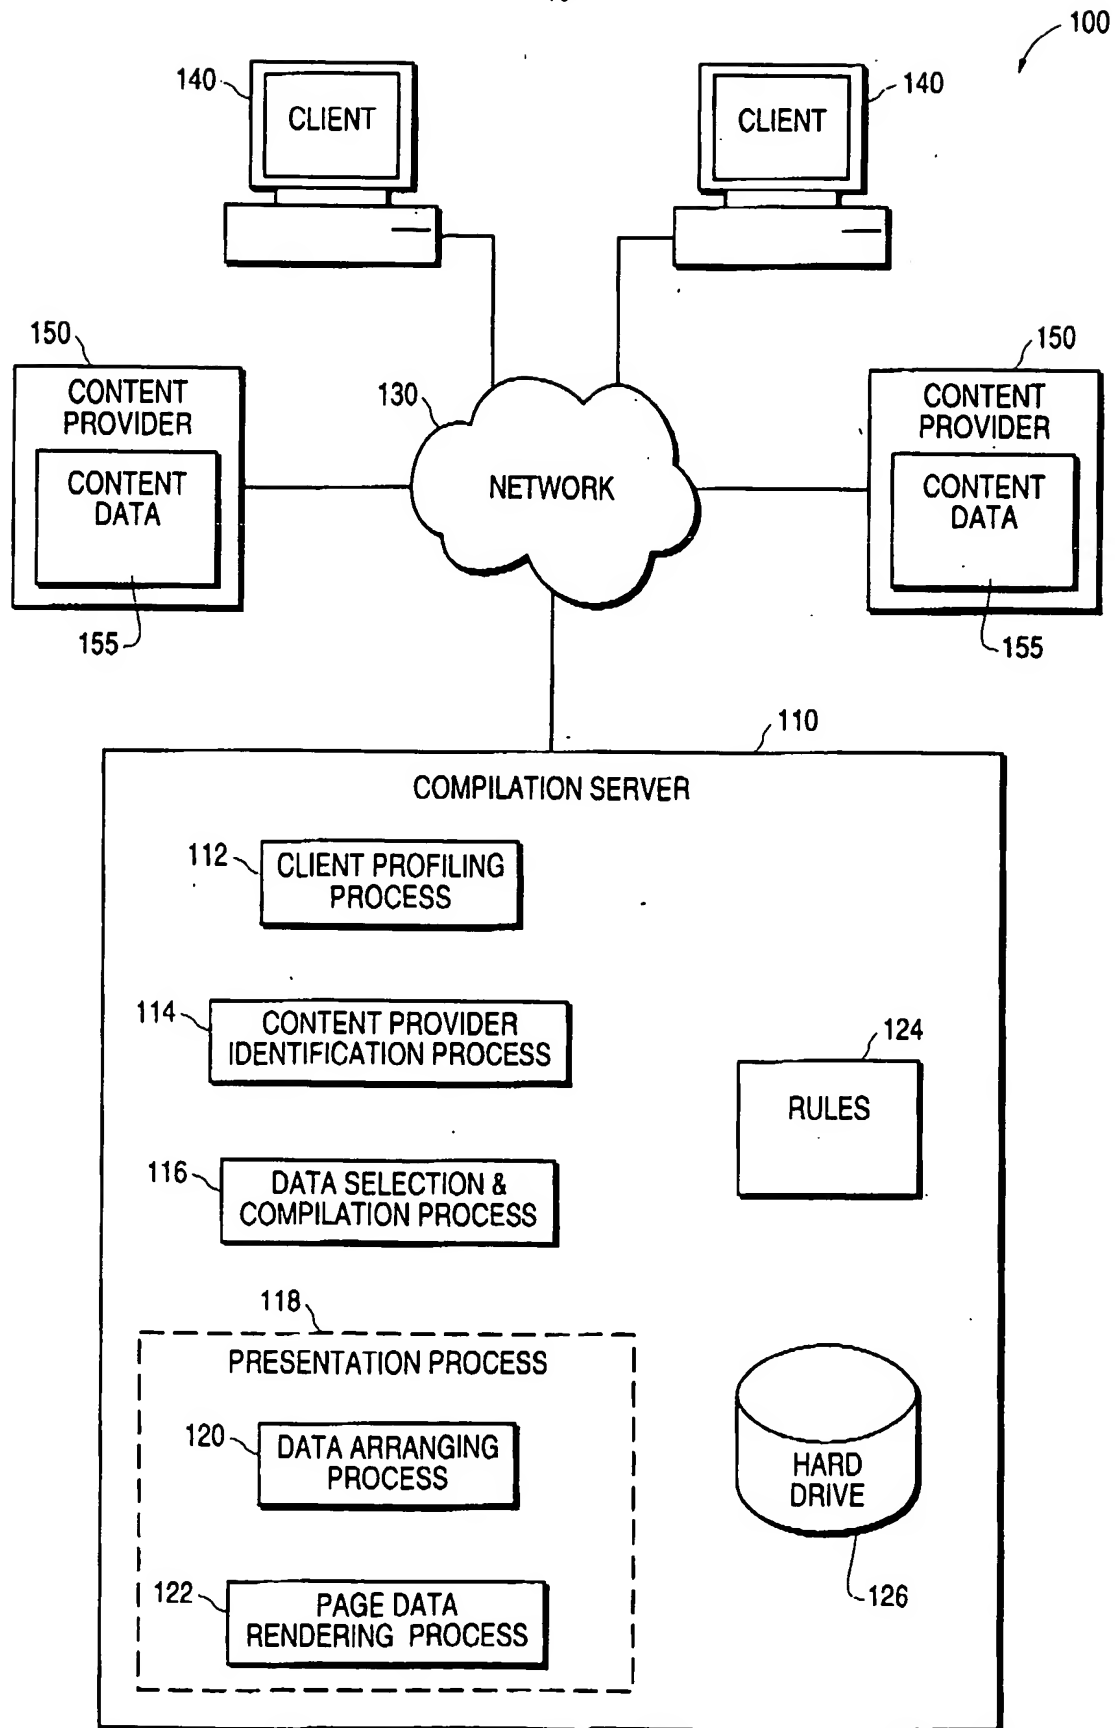 100
140
CLIENT
140
CLIENT
150
CONTENT
PROVIDER
CONTENT
DATA
155
130
NETWORK
150
CONTENT
PROVIDER
CONTENT
DATA
155
110
COMPILATION SERVER
112
CLIENT PROFILING
PROCESS
114
CONTENT PROVIDER
IDENTIFICATION PROCESS
124
RULES
116
DATA SELECTION &
COMPILATION PROCESS
118
PRESENTATION PROCESS
120
DATA ARRANGING
PROCESS
HARD
DRIVE
126
122
PAGE DATA
RENDERING PROCESS